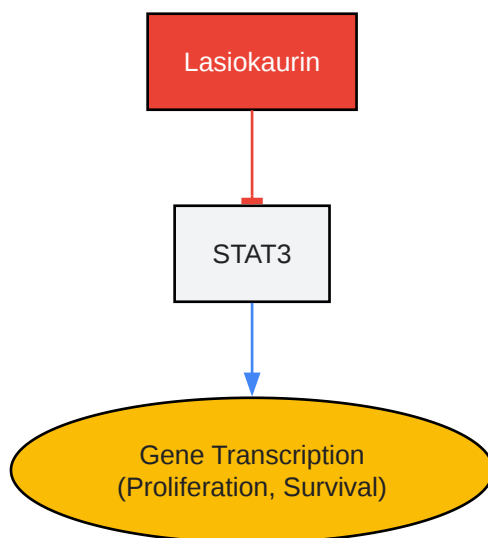 Lasiokaurin
STAT3
Gene Transcription
(Proliferation, Survival)